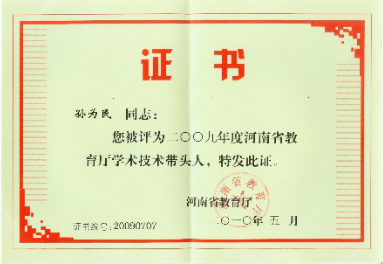 证书
孙为民 同志：
您被评为二〇〇九年度河南省教
育厅学术技术带头人，特发此证。
河南省教育厅
二〇一〇年 五 月
证书编号：20090707